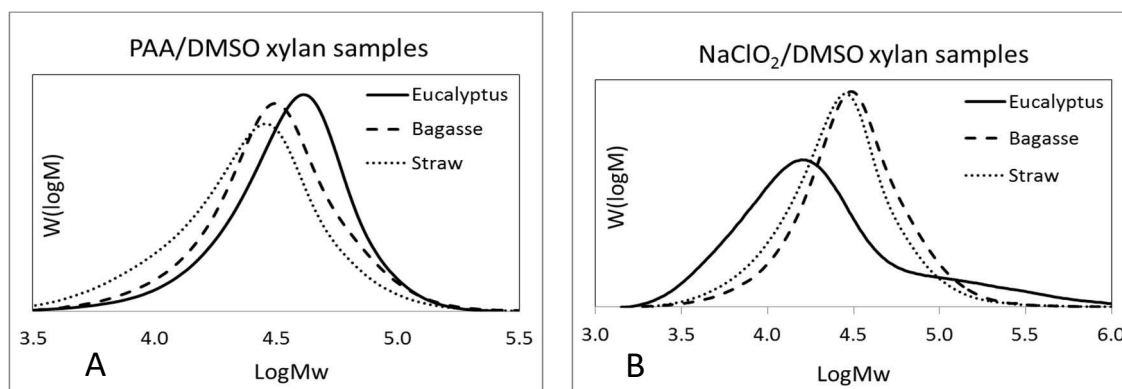 PAA/DMSO xylan samples
W(logM)
Eucalyptus
Bagasse
Straw
3.5 4.0 4.5 5.0 5.5
A
LogMw
NaClO₂/DMSO xylan samples
W(logM)
Eucalyptus
Bagasse
Straw
3.0 3.5 4.0 4.5 5.0 5.5 6.0
B
LogMw